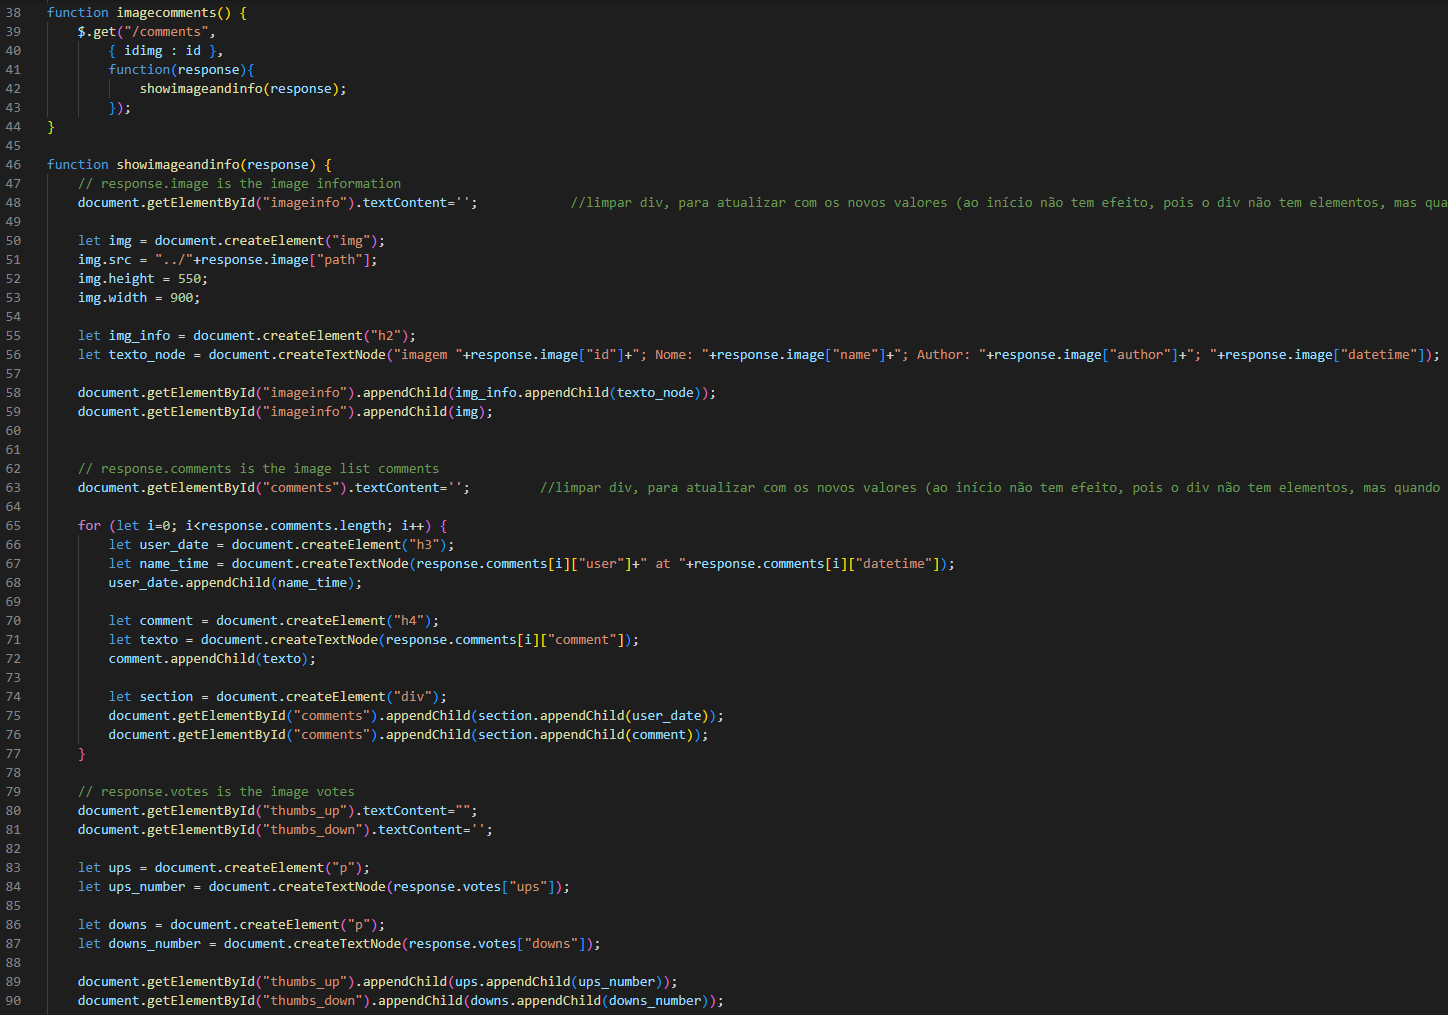 38 function imagecomments() {
39     $.get("/comments",
40         { idimg : id },
41         function(response){
42             showimageandinfo(response);
43         });
44 }
45
46 function showimageandinfo(response) {
47     // response.image is the image information
48     document.getElementById("imageinfo").textContent='';            //limpar div, para atualizar com os novos valores (ao início não tem efeito, pois o div não tem elementos, mas qua
49
50     let img = document.createElement("img");
51     img.src = "../"+response.image["path"];
52     img.height = 550;
53     img.width = 900;
54
55     let img_info = document.createElement("h2");
56     let texto_node = document.createTextNode("imagem "+response.image["id"]+"; Nome: "+response.image["name"]+"; Author: "+response.image["author"]+"; "+response.image["datetime"]);
57
58     document.getElementById("imageinfo").appendChild(img_info.appendChild(texto_node));
59     document.getElementById("imageinfo").appendChild(img);
60
61
62     // response.comments is the image list comments
63     document.getElementById("comments").textContent='';         //limpar div, para atualizar com os novos valores (ao início não tem efeito, pois o div não tem elementos, mas quando
64
65     for (let i=0; i<response.comments.length; i++) {
66         let user_date = document.createElement("h3");
67         let name_time = document.createTextNode(response.comments[i]["user"]+" at "+response.comments[i]["datetime"]);
68         user_date.appendChild(name_time);
69
70         let comment = document.createElement("h4");
71         let texto = document.createTextNode(response.comments[i]["comment"]);
72         comment.appendChild(texto);
73
74         let section = document.createElement("div");
75         document.getElementById("comments").appendChild(section.appendChild(user_date));
76         document.getElementById("comments").appendChild(section.appendChild(comment));
77     }
78
79     // response.votes is the image votes
80     document.getElementById("thumbs_up").textContent="";
81     document.getElementById("thumbs_down").textContent='';
82
83     let ups = document.createElement("p");
84     let ups_number = document.createTextNode(response.votes["ups"]);
85
86     let downs = document.createElement("p");
87     let downs_number = document.createTextNode(response.votes["downs"]);
88
89     document.getElementById("thumbs_up").appendChild(ups.appendChild(ups_number));
90     document.getElementById("thumbs_down").appendChild(downs.appendChild(downs_number));